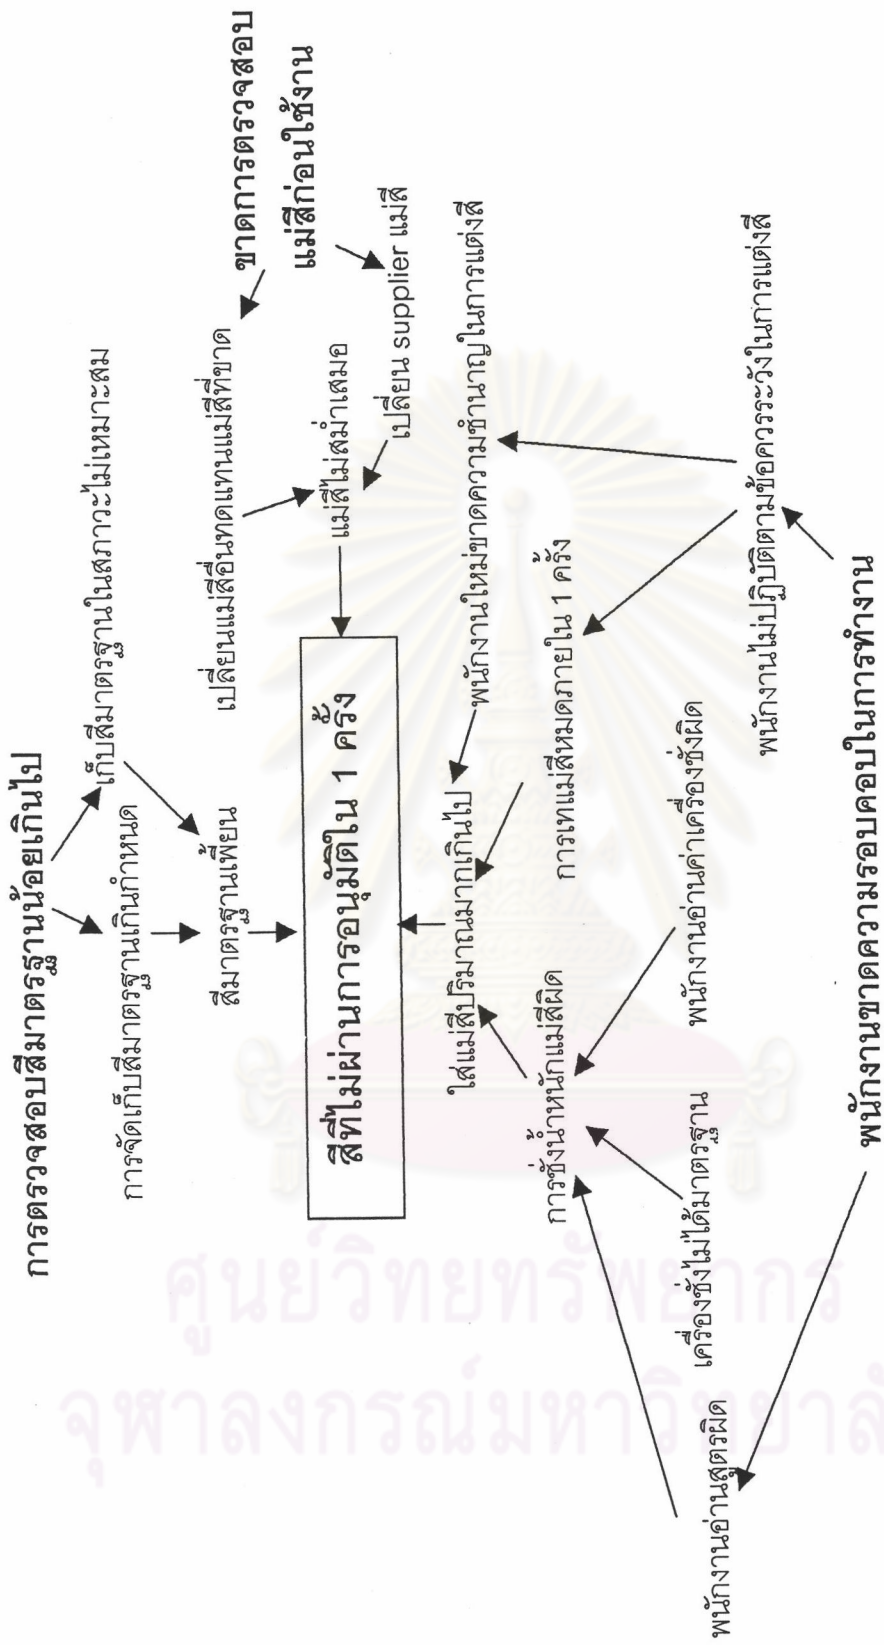 การตรวจสอบสีมาตรฐานน้อยเกินไป
การจัดเก็บสีมาตรฐานเกินกำหนด
เก็บสีมาตรฐานในสภาวะไม่เหมาะสม
สีมาตรฐานเพี้ยน
ขาดการตรวจสอบ
แม่สีก่อนใช้งาน
เปลี่ยนแม่สีอื่นทดแทนแม่สีที่ขาด
แม่สีไม่สม่ำเสมอ
เปลี่ยน supplier แม่สี
สีที่ไม่ผ่านการอนุมัติใน 1 ครั้ง
ใส่แม่สีปริมาณมากเกินไป
พนักงานใหม่ขาดความชำนาญในการแต่งสี
การชั่งน้ำหนักแม่สีผิด
การเทแม่สีหมดภายใน 1 ครั้ง
พนักงานอ่านสูตรผิด
เครื่องชั่งไม่ได้มาตรฐาน
พนักงานอ่านค่าเครื่องชั่งผิด
พนักงานไม่ปฏิบัติตามข้อควรระวังในการแต่งสี
พนักงานขาดความรอบคอบในการทำงาน
ศูนย์วิทยทรัพยากร
จุฬาลงกรณ์มหาวิทยาลั